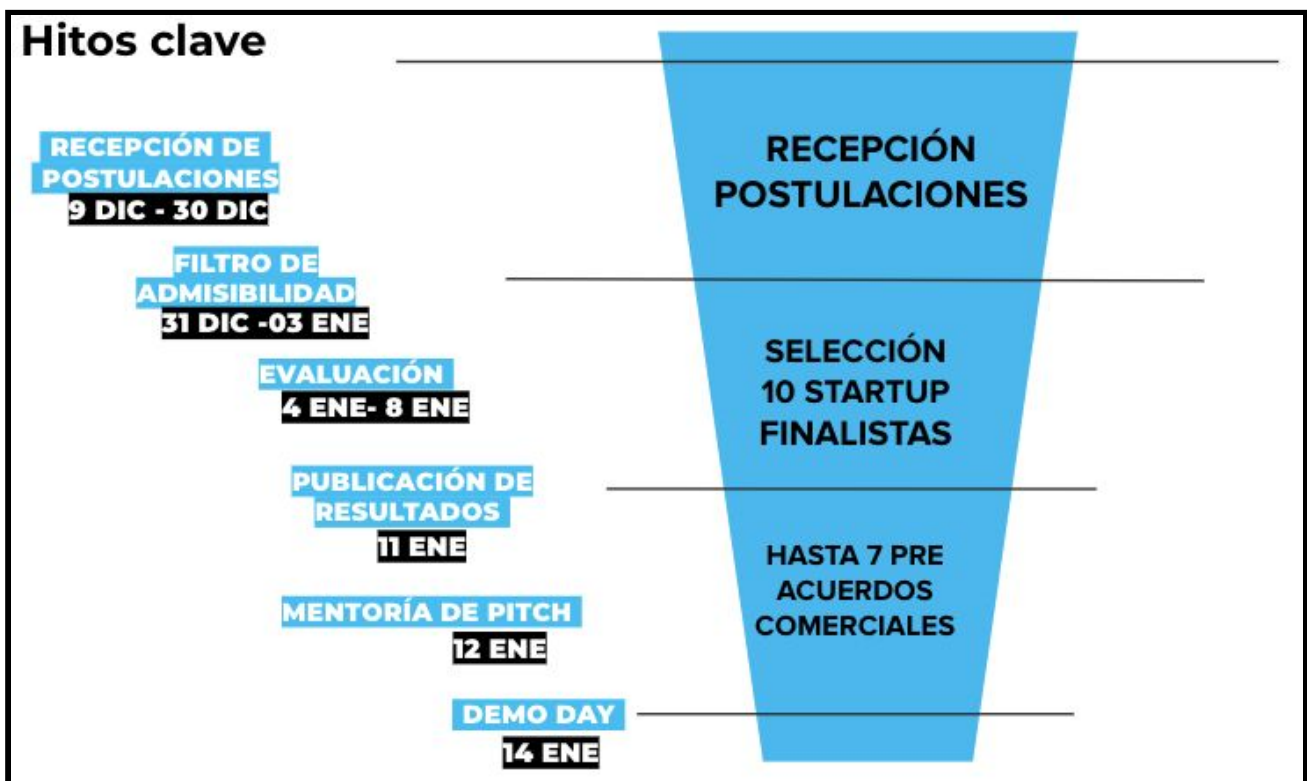 Hitos clave
RECEPCIÓN DE
POSTULACIONES
9 DIC - 30 DIC
FILTRO DE
ADMISIBILIDAD
31 DIC -03 ENE
EVALUACIÓN
4 ENE- 8 ENE
PUBLICACIÓN DE
RESULTADOS
11 ENE
MENTORÍA DE PITCH
12 ENE
DEMO DAY
14 ENE
RECEPCIÓN
POSTULACIONES
SELECCIÓN
10 STARTUP
FINALISTAS
HASTA 7 PRE
ACUERDOS
COMERCIALES